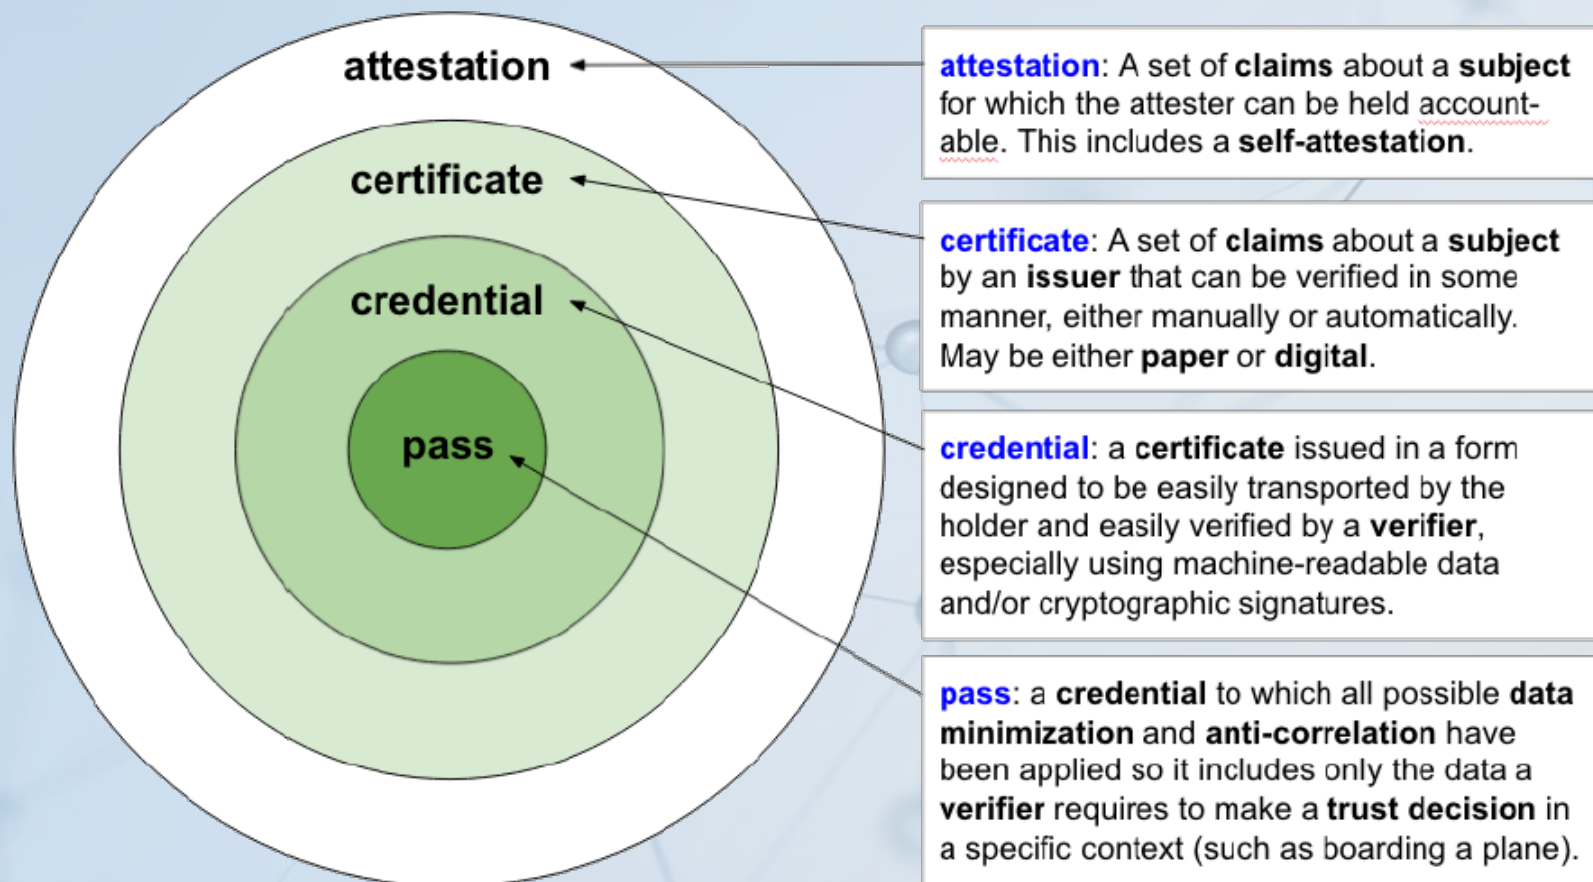 attestation
certificate
credential
pass
attestation: A set of claims about a subject
for which the attester can be held account-
able. This includes a self-attestation.
certificate: A set of claims about a subject
by an issuer that can be verified in some
manner, either manually or automatically.
May be either paper or digital.
credential: a certificate issued in a form
designed to be easily transported by the
holder and easily verified by a verifier,
especially using machine-readable data
and/or cryptographic signatures.
pass: a credential to which all possible data
minimization and anti-correlation have
been applied so it includes only the data a
verifier requires to make a trust decision in
a specific context (such as boarding a plane).